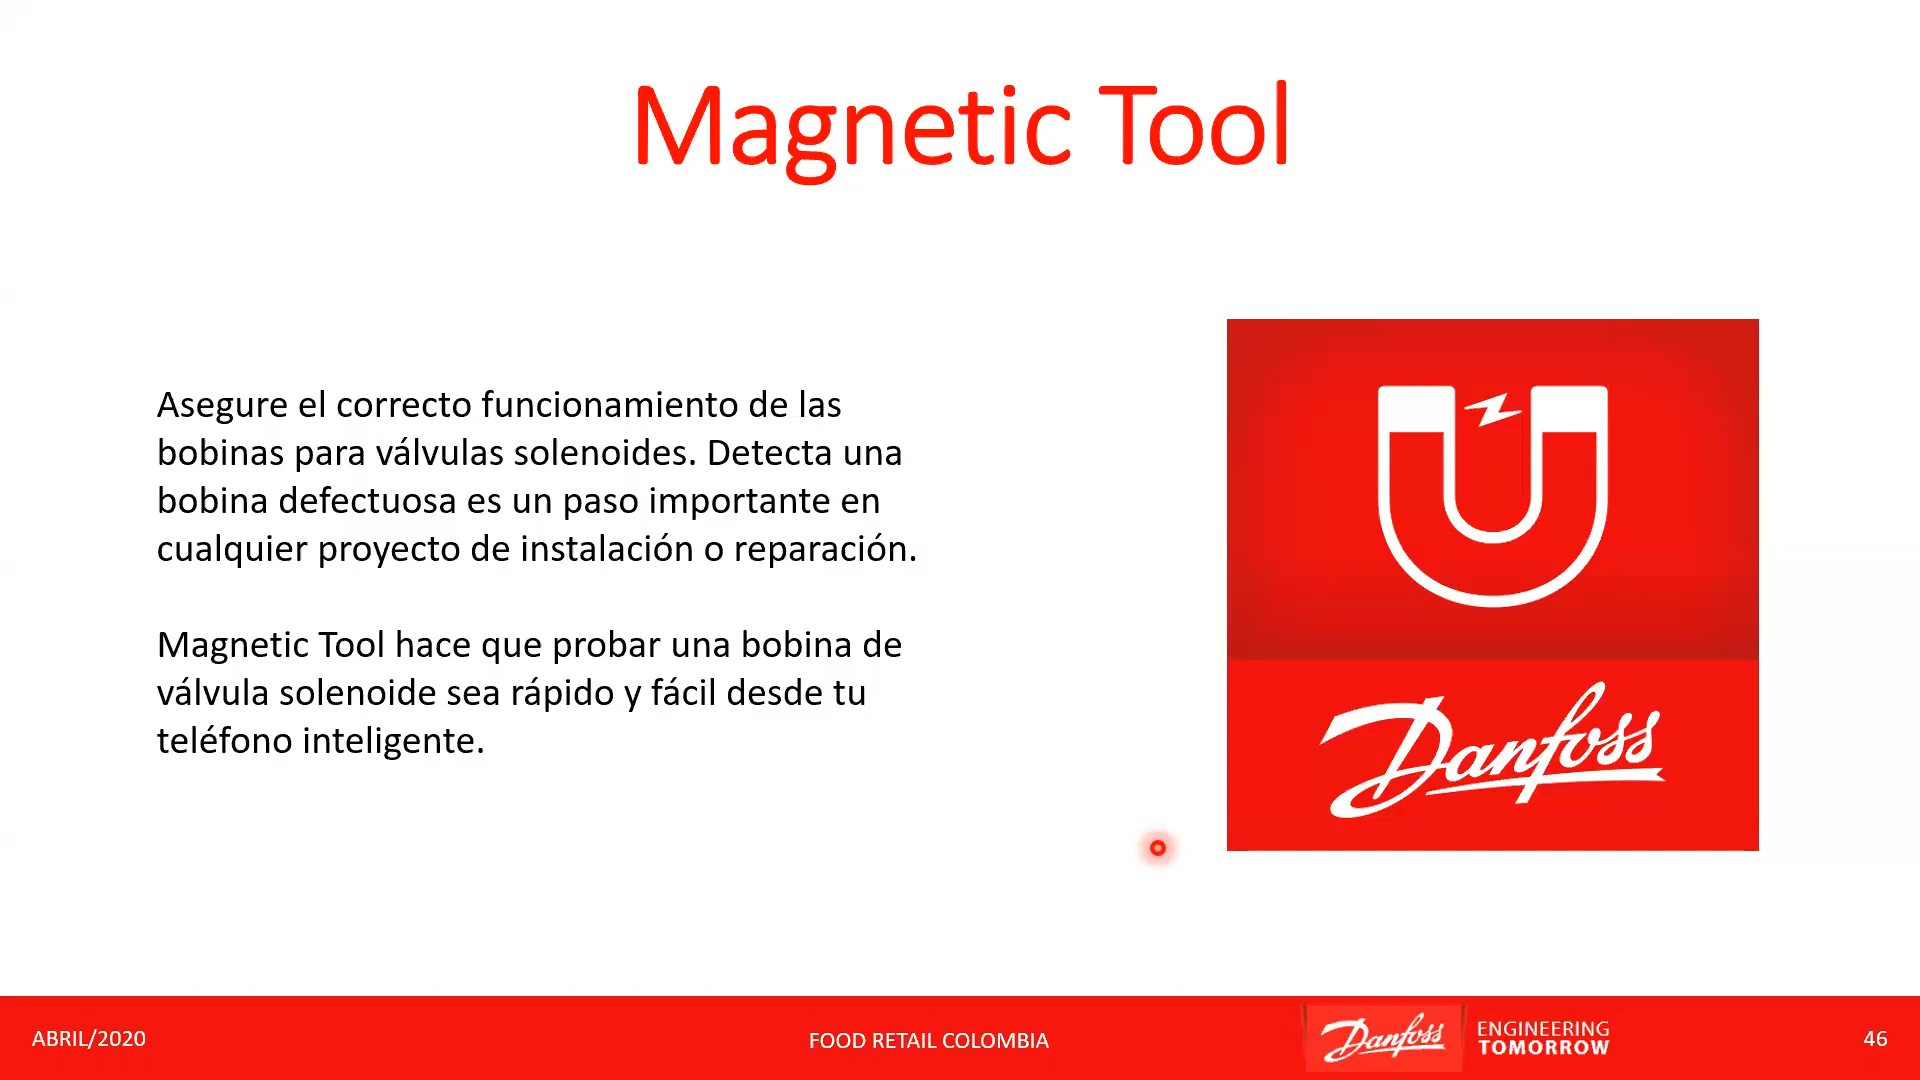 Magnetic Tool
Asegure el correcto funcionamiento de las
bobinas para válvulas solenoides. Detecta una
bobina defectuosa es un paso importante en
cualquier proyecto de instalación o reparación.
Magnetic Tool hace que probar una bobina de
válvula solenoide sea rápido y fácil desde tu
teléfono inteligente.
Danfoss
ABRIL/2020
FOOD RETAIL COLOMBIA
Danfoss
ENGINEERING
TOMORROW
46